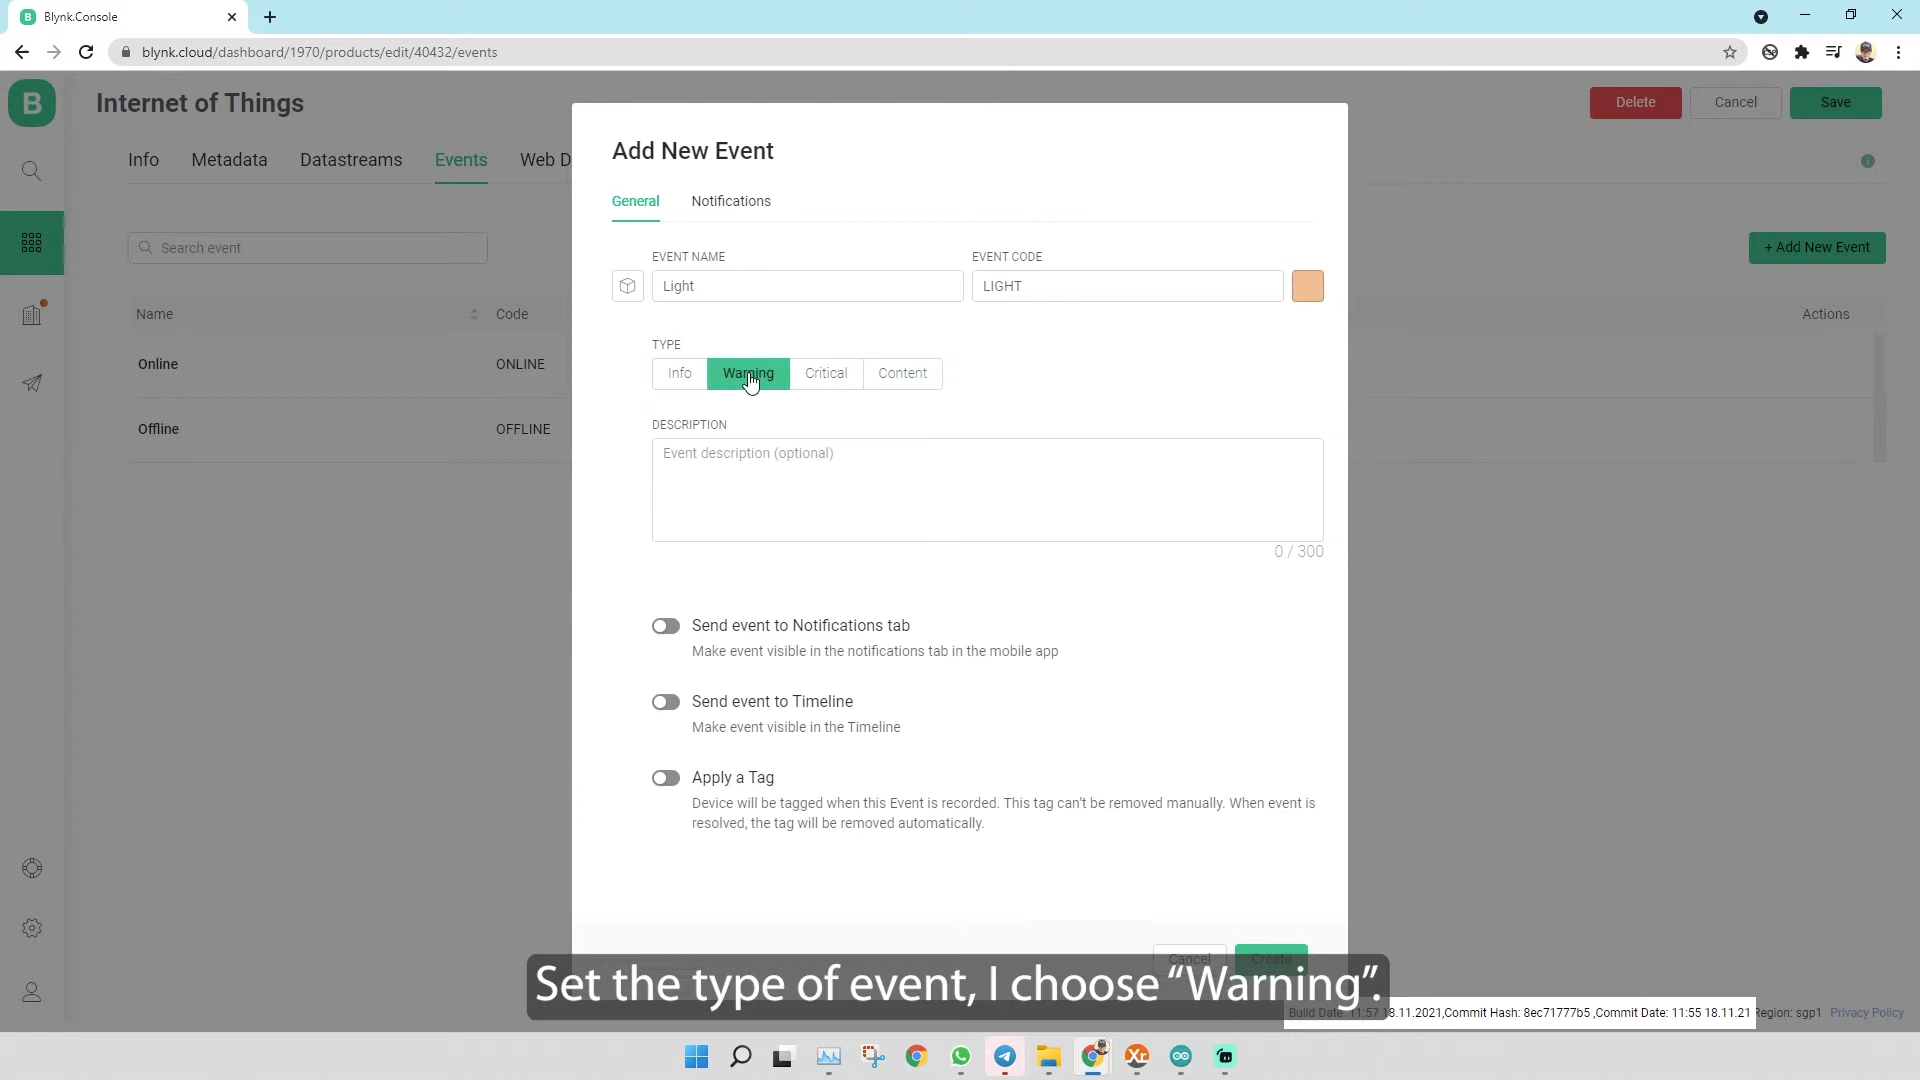 Blynk.Console
blynk.cloud/dashboard/1970/products/edit/40432/events
B
Internet of Things
Delete
Cancel
Save
Info
Metadata
Datastreams
Events
Web D
Search event
+ Add New Event
Name
Code
Actions
Online
ONLINE
Offline
OFFLINE
Add New Event
General
Notifications
EVENT NAME
EVENT CODE
Light
LIGHT
TYPE
Info
Warning
Critical
Content
DESCRIPTION
Event description (optional)
0 / 300
Send event to Notifications tab
Make event visible in the notifications tab in the mobile app
Send event to Timeline
Make event visible in the Timeline
Apply a Tag
Device will be tagged when this Event is recorded. This tag can't be removed manually. When event is
resolved, the tag will be removed automatically.
Cancel
Create
Set the type of event, I choose “Warning”.
Build Date: 11:57 18.11.2021,Commit Hash: 8ec71777b5 ,Commit Date: 11:55 18.11.21 Region: sgp1 Privacy Policy